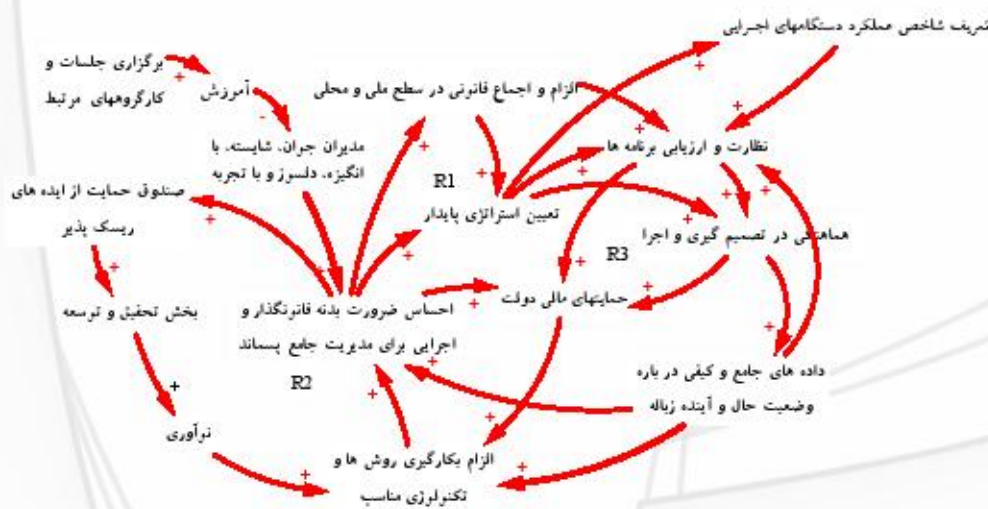 تعریف شاخصی عملکرد دستگاههای اجرایی
برگزاری جلسات و
کارگروههای مرتبط
آموزش
الزام و اجماع قانونی در سطح ملی و محلی
مدیران جوان، شایسته، با
انگیزه، دلسوز و با تجربه
نظارت و ارزیابی برنامه ها
صندوق حمایت از ایده های
ریسک پذیر
R1
تعیین استراتژی پایدار
هماهنگی در تصمیم گیری و اجرا
R3
بخش تحقیق و توسعه
احساس ضرورت بدنه قانونگذار و
اجرایی برای مدیریت جامع پسماند
حمایتهای مالی دولت
R2
داده های جامع و کیفی در باره
وضعیت حال و آینده زباله
نوآوری
الزام بکارگیری روش ها و
تکنولوژی مناسب